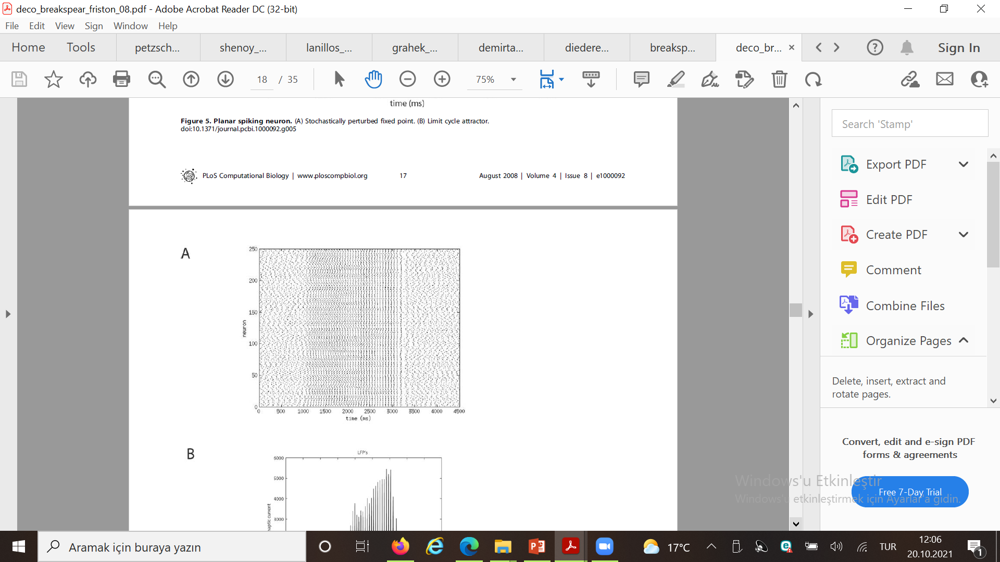 deco_breakspear_friston_08.pdf - Adobe Acrobat Reader DC (32-bit)
File Edit View Sign Window Help
Home Tools petzsch... shenoy_... lanillos_... grahek_... demirta... diedere... breaksp... deco_br... × Sign In
18 / 35 75%
time (ms)
Figure 5. Planar spiking neuron. (A) Stochastically perturbed fixed point. (B) Limit cycle attractor.
doi:10.1371/journal.pcbi.1000092.g005
PLoS Computational Biology | www.ploscompbiol.org 17 August 2008 | Volume 4 | Issue 8 | e1000092
A
250
200
150
100
50
0
neuron
0 500 1000 1500 2000 2500 3000 3500 4000 4500
time (ms)
B
LFP's
6000
5000
4000
3000
aptic current
Search 'Stamp'
Export PDF
Edit PDF
Create PDF
Comment
Combine Files
Organize Pages
Delete, insert, extract and
rotate pages.
Convert, edit and e-sign PDF
forms & agreements
Free 7-Day Trial
Windows'u Etkinleştir
Windows'u etkinleştirmek için Ayarlar'a gidin.
Aramak için buraya yazın
17°C
TUR
12:06
20.10.2021
1